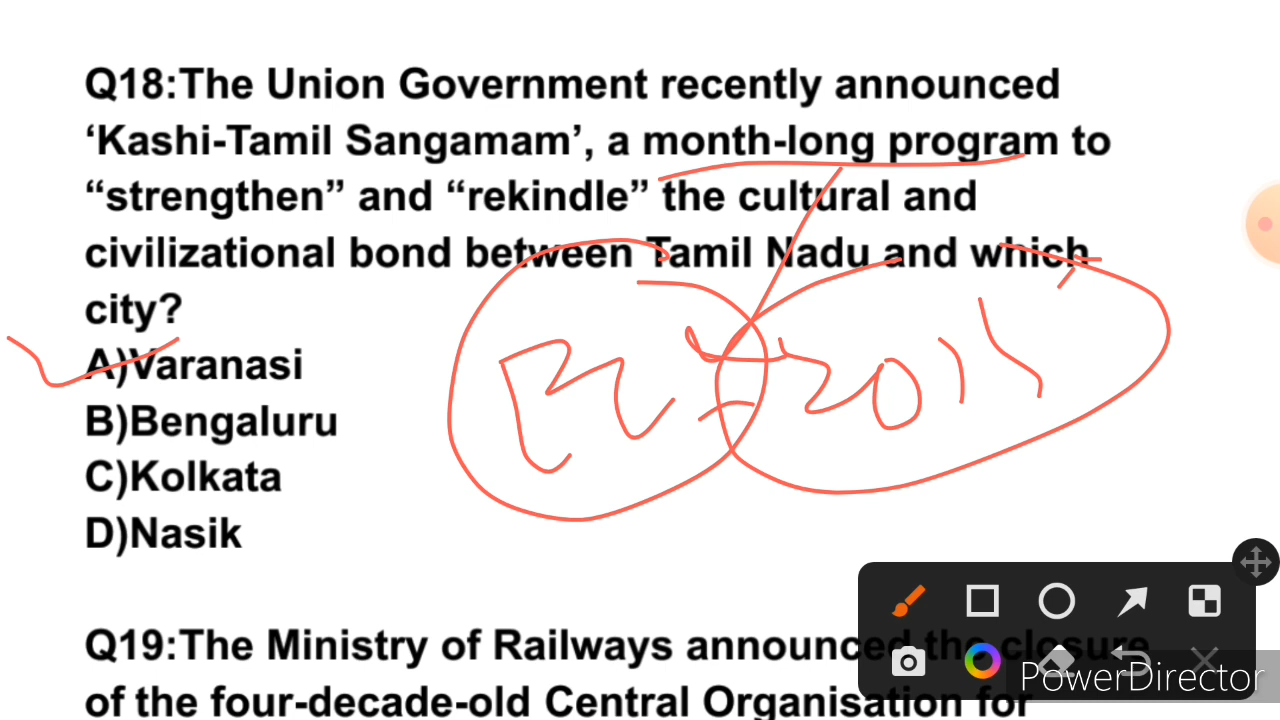 Q18:The Union Government recently announced
‘Kashi-Tamil Sangamam’, a month-long program to
“strengthen” and “rekindle” the cultural and
civilizational bond between Tamil Nadu and which
city?
A)Varanasi
B)Bengaluru
C)Kolkata
D)Nasik
Q19:The Ministry of Railways announced the closure
of the four-decade-old Central Organisation for
PowerDirector